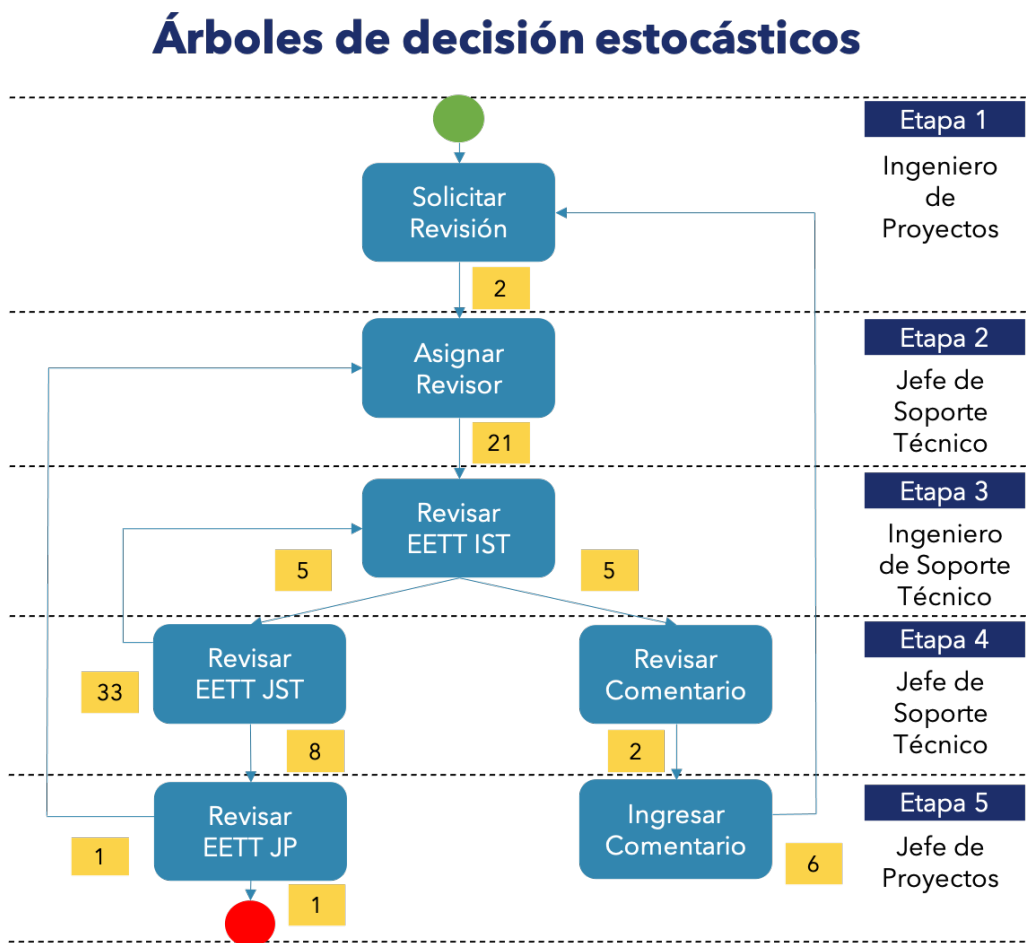 Árboles de decisión estocásticos
Etapa 1
Ingeniero
de
Proyectos
Solicitar
Revisión
2
Etapa 2
Jefe de
Soporte
Técnico
Asignar
Revisor
21
Etapa 3
Ingeniero
de Soporte
Técnico
Revisar
EETT IST
5
5
Etapa 4
Jefe de
Soporte
Técnico
Revisar
EETT JST
33
8
Revisar
Comentario
2
Etapa 5
Jefe de
Proyectos
Revisar
EETT JP
1
1
Ingresar
Comentario
6